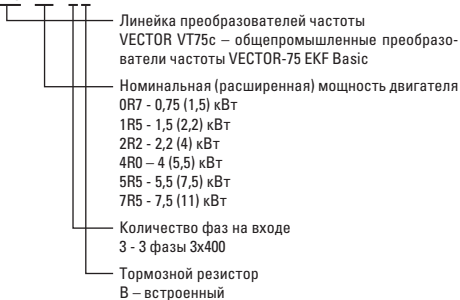 Линейка преобразователей частоты
VECTOR VT75c – общепромышленные преобразо-
ватели частоты VECTOR-75 EKF Basic
Номинальная (расширенная) мощность двигателя
0R7 - 0,75 (1,5) кВт
1R5 - 1,5 (2,2) кВт
2R2 - 2,2 (4) кВт
4R0 – 4 (5,5) кВт
5R5 - 5,5 (7,5) кВт
7R5 - 7,5 (11) кВт
Количество фаз на входе
3 - 3 фазы 3х400
Тормозной резистор
В – встроенный